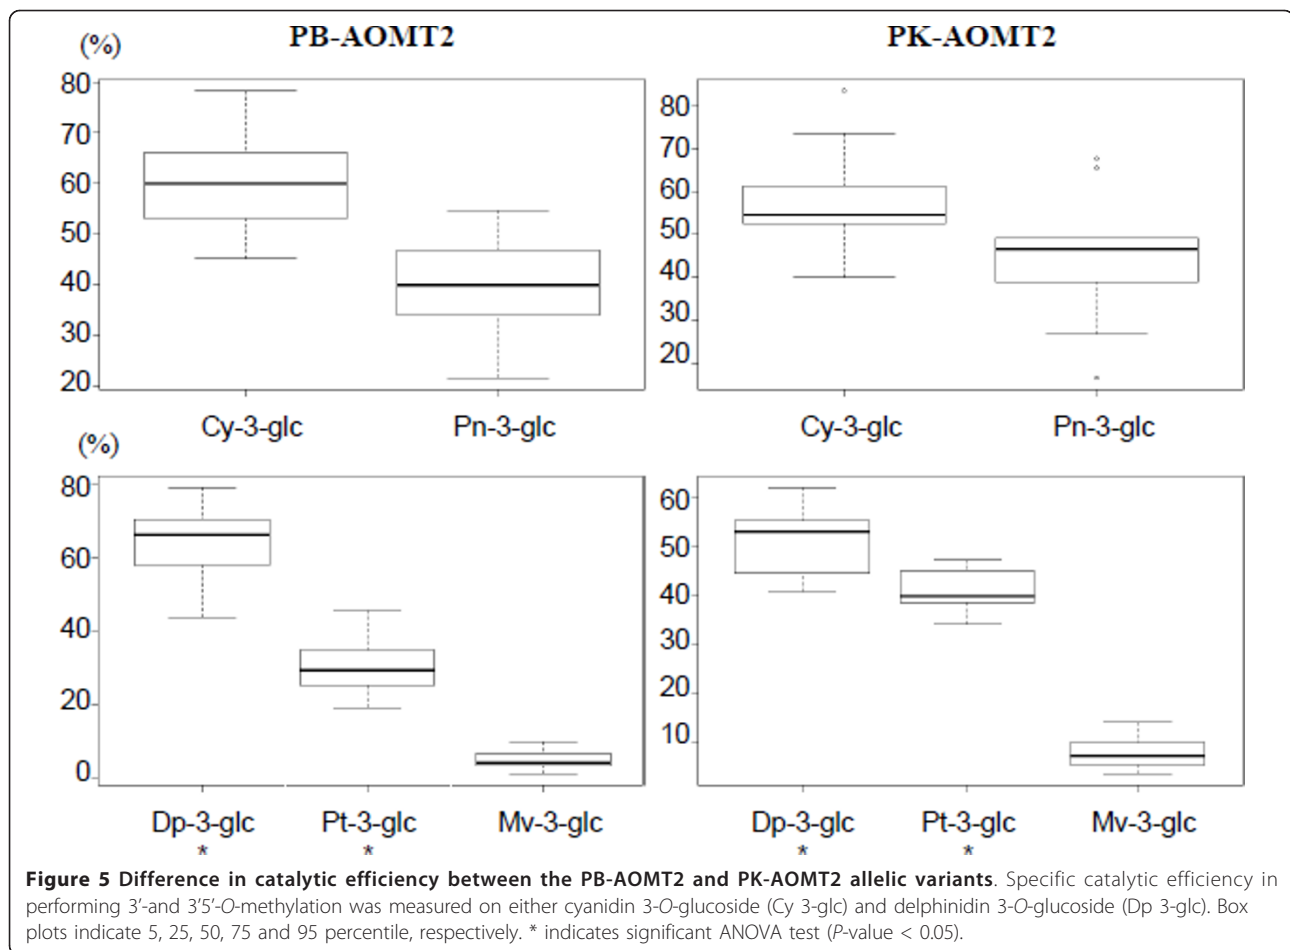 PB-AOMT2
PK-AOMT2
(%)
80
70
60
50
40
30
20
Cy-3-glc
Pn-3-glc
80
70
60
50
40
30
20
Cy-3-glc
Pn-3-glc
(%)
80
60
40
20
0
Dp-3-glc
*
Pt-3-glc
*
Mv-3-glc
60
50
40
30
20
10
Dp-3-glc
*
Pt-3-glc
*
Mv-3-glc
Figure 5 Difference in catalytic efficiency between the PB-AOMT2 and PK-AOMT2 allelic variants. Specific catalytic efficiency in
performing 3'-and 3'5'-O-methylation was measured on either cyanidin 3-O-glucoside (Cy 3-glc) and delphinidin 3-O-glucoside (Dp 3-glc). Box
plots indicate 5, 25, 50, 75 and 95 percentile, respectively. * indicates significant ANOVA test (P-value < 0.05).